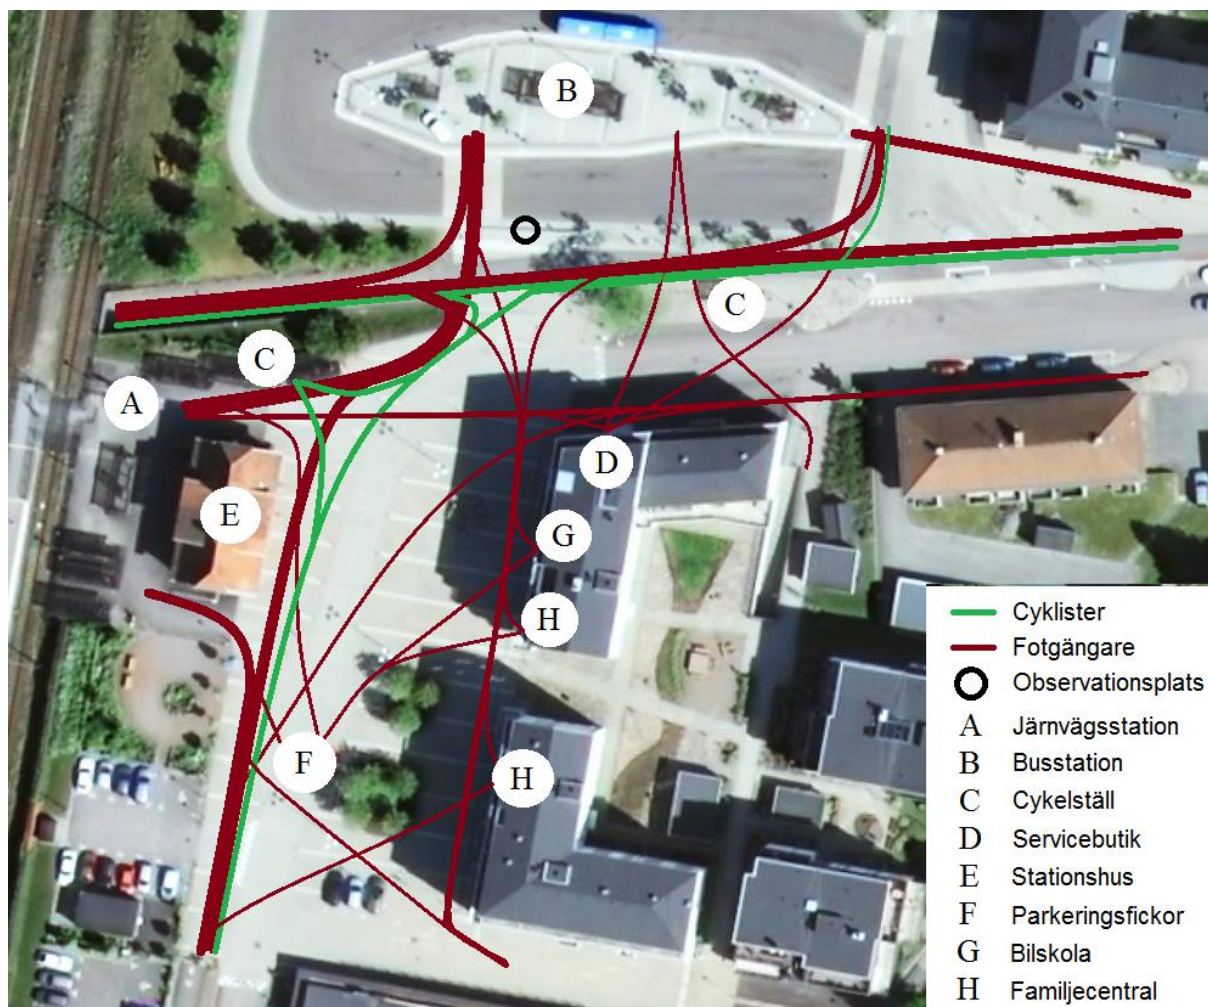 B
C
C
A
D
E
G
H
F
H
Cyklister
Fotgängare
Observationsplats
A Järnvägsstation
B Busstation
C Cykelställ
D Servicebutik
E Stationshus
F Parkeringsfickor
G Bilskola
H Familjecentral